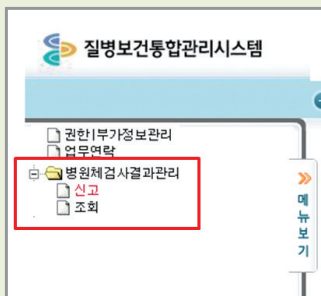 질병보건통합관리시스템
권한|부가정보관리
업무연락
병원체검사결과관리
신고
조회
메뉴보기